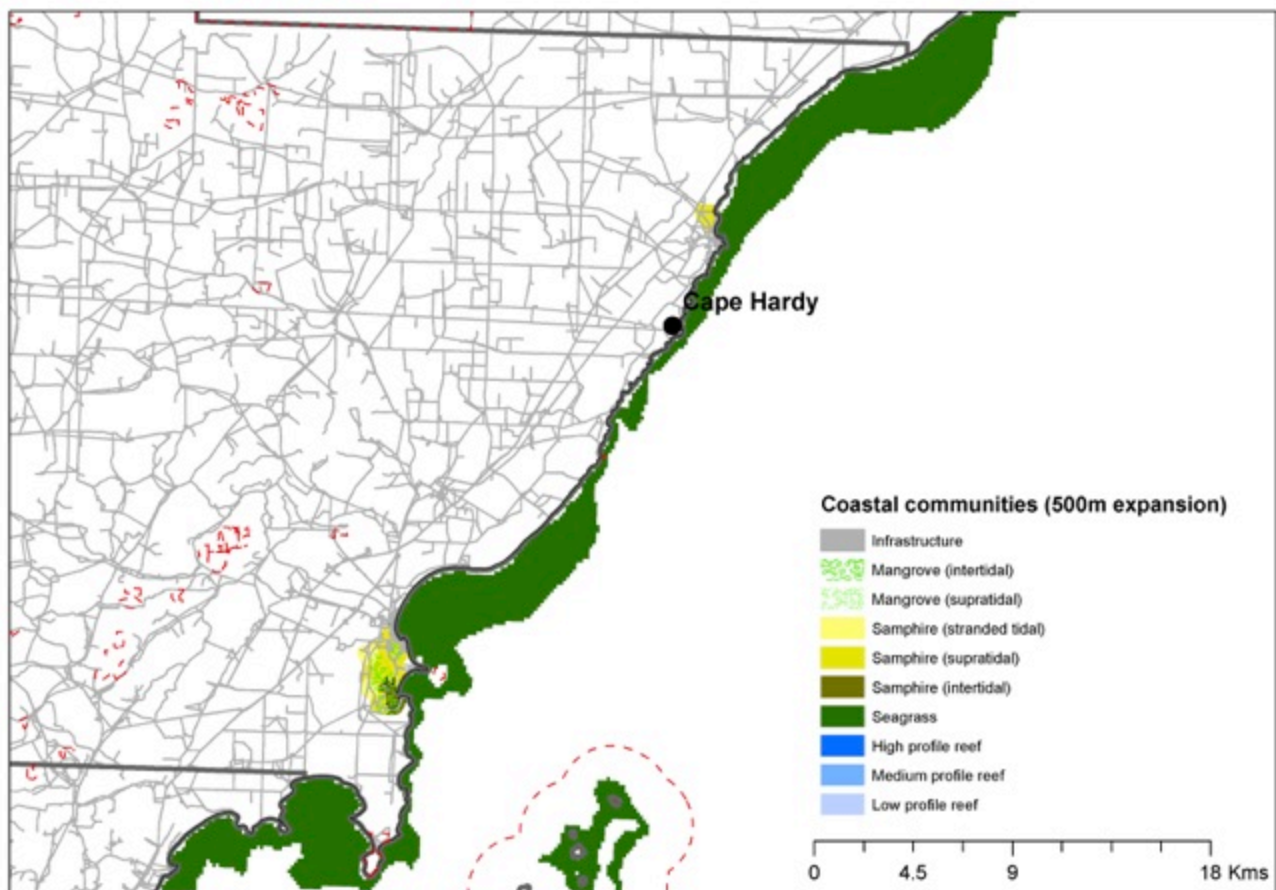 Cape Hardy
Coastal communities (500m expansion)
Infrastructure
Mangrove (intertidal)
Mangrove (supratidal)
Samphire (stranded tidal)
Samphire (supratidal)
Samphire (intertidal)
Seagrass
High profile reef
Medium profile reef
Low profile reef
0 4.5 9 18 Kms